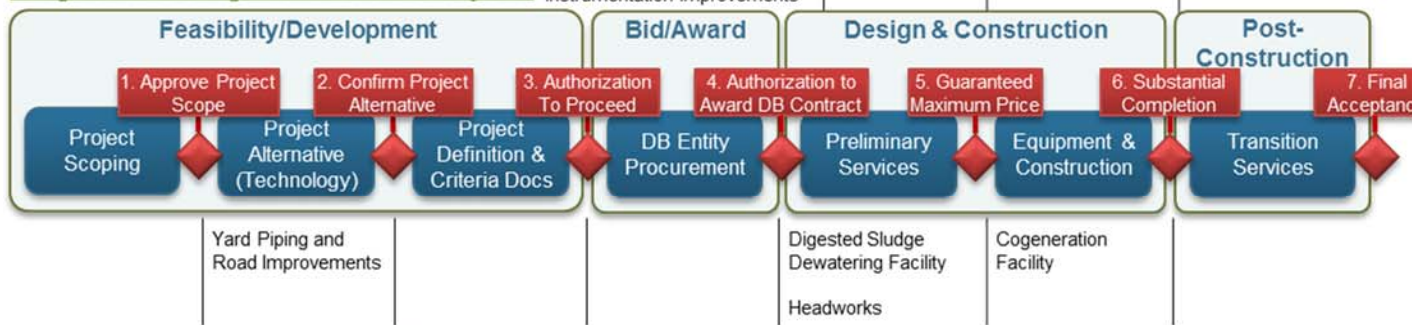 Instrumentation Improvements
Feasibility/Development
Bid/Award
Design & Construction
Post-
Construction
1. Approve Project
Scope
2. Confirm Project
Alternative
3. Authorization
To Proceed
4. Authorization to
Award DB Contract
5. Guaranteed
Maximum Price
6. Substantial
Completion
7. Final
Acceptanc
Project
Scoping
Project
Alternative
(Technology)
Project
Definition &
Criteria Docs
DB Entity
Procurement
Preliminary
Services
Equipment &
Construction
Transition
Services
Yard Piping and
Road Improvements
Digested Sludge
Dewatering Facility
Headworks
Cogeneration
Facility